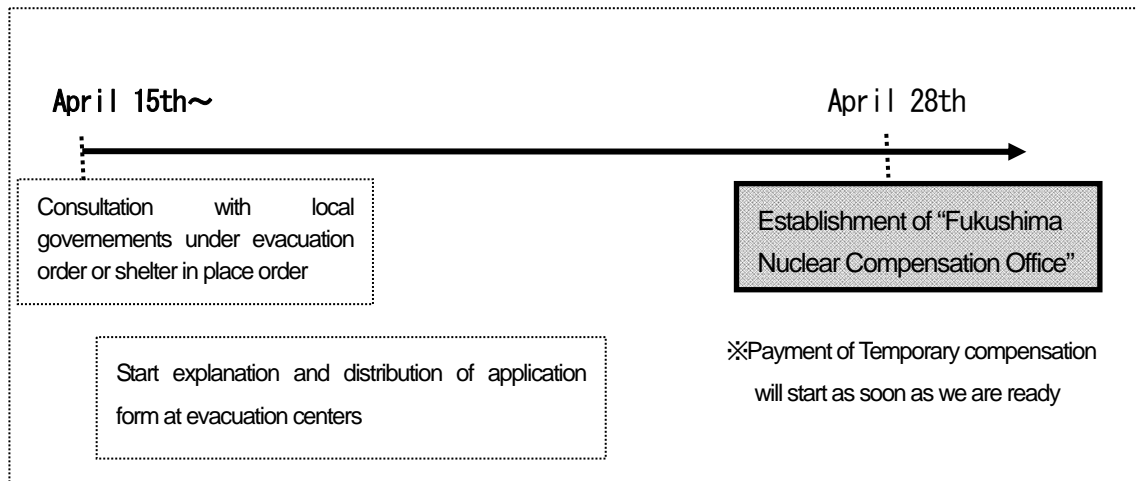 April 15th～
April 28th
Consultation with local
governements under evacuation
order or shelter in place order
Establishment of “Fukushima
Nuclear Compensation Office”
Start explanation and distribution of application
form at evacuation centers
※Payment of Temporary compensation
will start as soon as we are ready